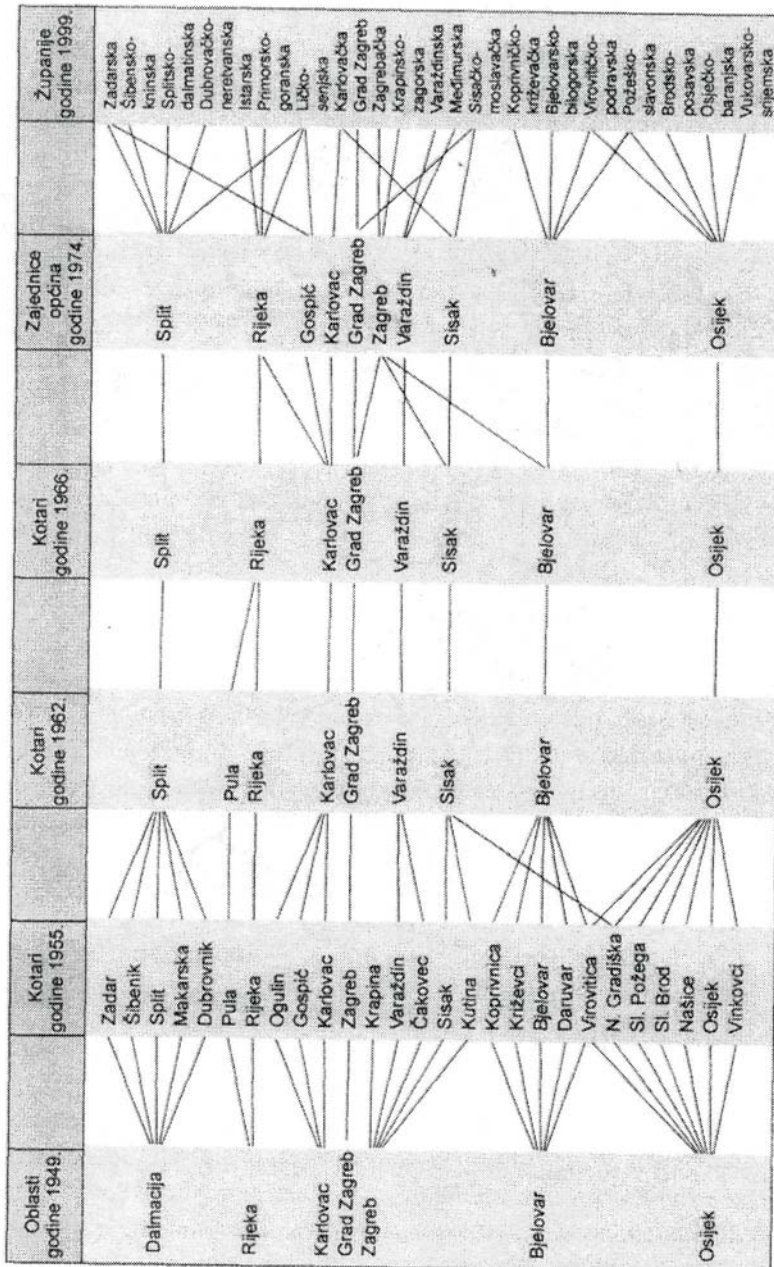 Oblasti
godine 1949.
Dalmacija
Rijeka
Karlovac
Grad Zagreb
Zagreb
Bjelovar
Osijek
Kotari
godine 1955.
Zadar
Šibenik
Split
Makarska
Dubrovnik
Pula
Rijeka
Ogulin
Gospić
Karlovac
Zagreb
Krapina
Varaždin
Čakovec
Sisak
Kutina
Koprivnica
Križevci
Bjelovar
Daruvar
Virovitica
N. Gradiška
Sl. Požega
Sl. Brod
Našice
Osijek
Vinkovci
Kotari
godine 1962.
Split
Pula
Rijeka
Karlovac
Grad Zagreb
Varaždin
Sisak
Bjelovar
Osijek
Kotari
godine 1966.
Split
Rijeka
Karlovac
Grad Zagreb
Varaždin
Sisak
Bjelovar
Osijek
Zajednice
općina
godine 1974.
Split
Rijeka
Gospić
Karlovac
Grad Zagreb
Zagreb
Varaždin
Sisak
Bjelovar
Osijek
Županije
godine 1999.
Zadarska
Šibensko-
kninska
Splitsko-
dalmatinska
Dubrovačko-
neretvanska
Istarska
Primorsko-
goranska
Ličko-
senjska
Karlovačka
Grad Zagreb
Zagrebačka
Krapinsko-
zagorska
Varaždinska
Međimurska
Sisačko-
moslavačka
Koprivničko-
križevačka
Bjelovarsko-
bilogorska
Virovitičko-
podravska
Požeško-
slavonska
Brodsko-
posavska
Osječko-
baranjska
Vukovarsko-
srijemska